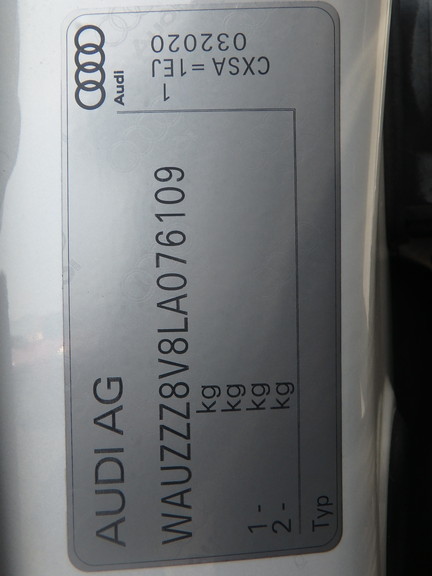 Audi
AUDI AG
WAUZZZ8V8LA076109
kg
kg
1 - kg
2 - kg
Typ
1
CXSA = 1EJ
032020